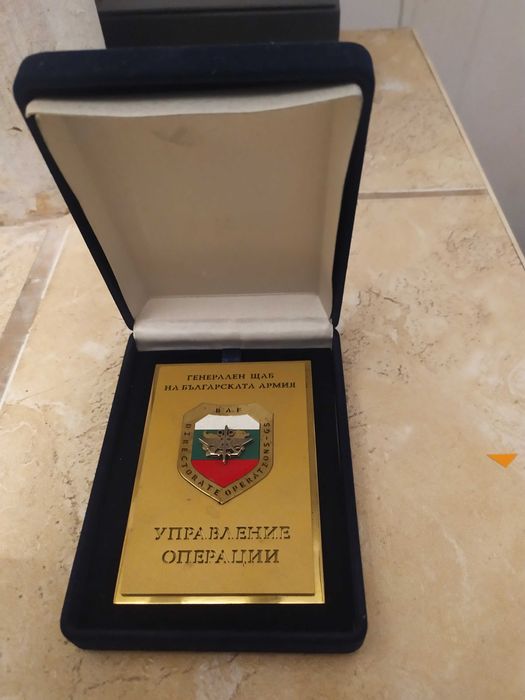 ГЕНЕРАЛЕН ЩАБ
НА БЪЛГАРСКАТА АРМИЯ
BAF
DIRECTORATE OPERATIONS-GS
УПРАВЛЕНИЕ
ОПЕРАЦИИ